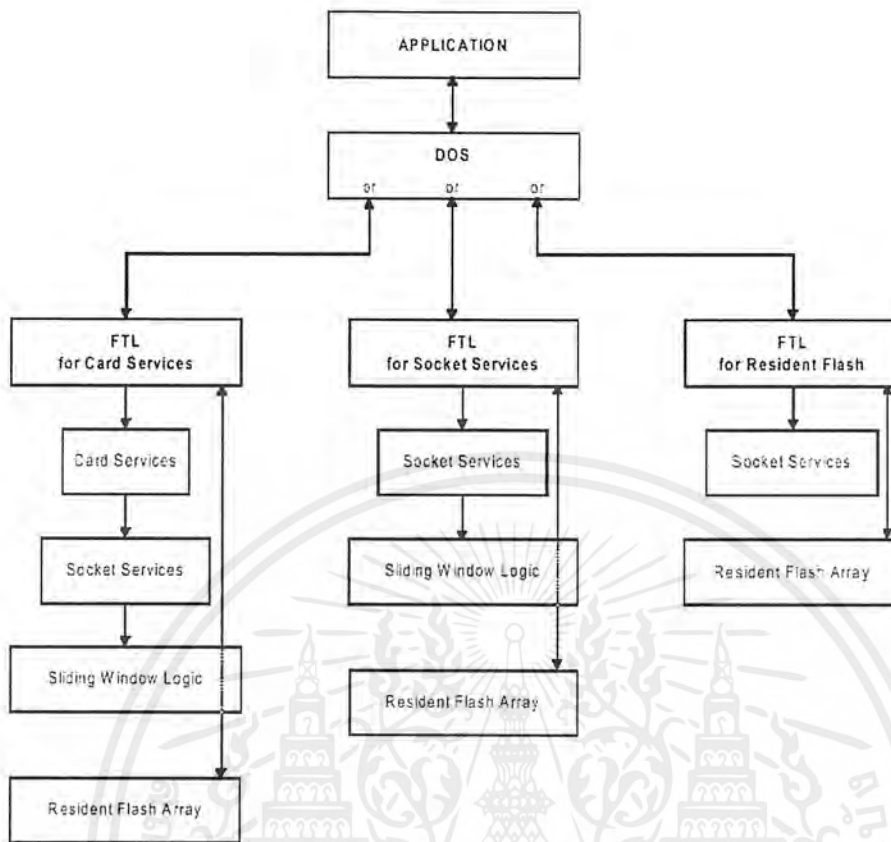 APPLICATION
DOS
or or or
FTL
for Card Services
FTL
for Socket Services
FTL
for Resident Flash
Card Services
Socket Services
Socket Services
Socket Services
Sliding Window Logic
Resident Flash Array
Sliding Window Logic
Resident Flash Array
Resident Flash Array